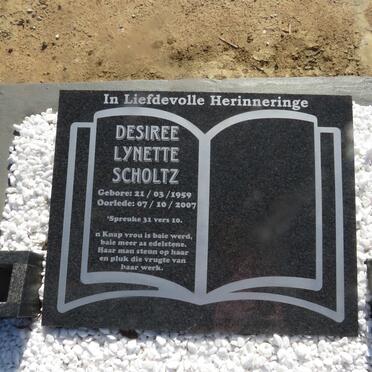 In Liefdevolle Herinneringe
DESIREE
LYNETTE
SCHOLTZ
Gebore: 21 / 03 / 1959
Oorlede: 07 / 10 / 2007
'Spreuke 31 vers 10.
n Knap vrou is baie werd,
baie meer as edelstene.
Haar man steun op haar
en pluk die vrugte van
haar werk.